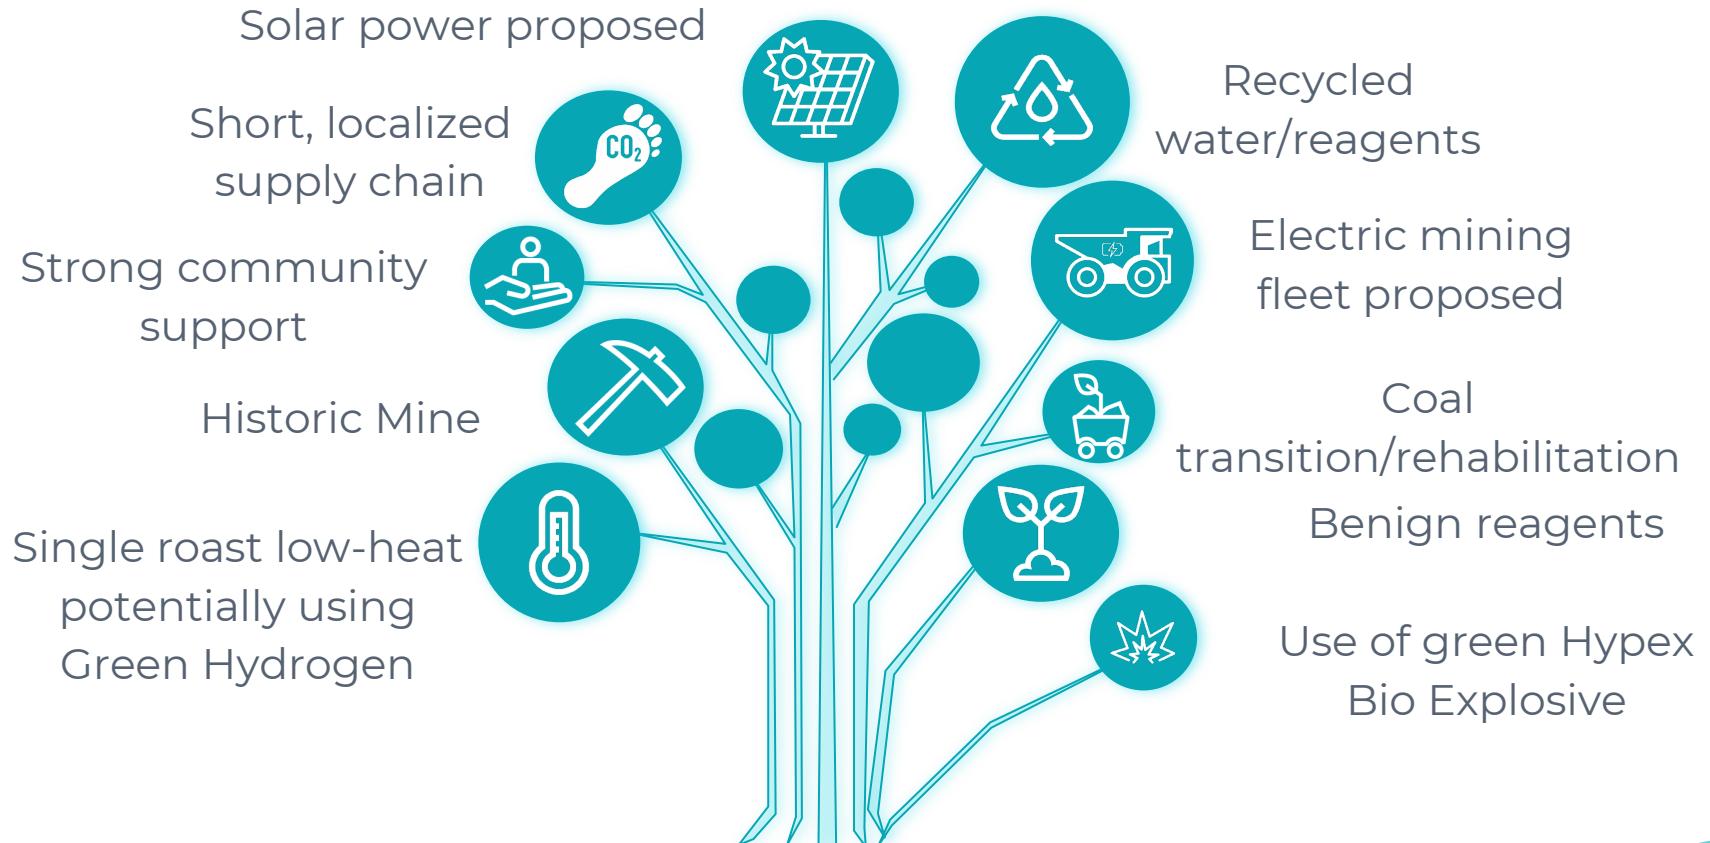 Solar power proposed
Short, localized
supply chain
CO₂
Strong community
support
Historic Mine
Single roast low-heat
potentially using
Green Hydrogen
Recycled
water/reagents
Electric mining
fleet proposed
Coal
transition/rehabilitation
Benign reagents
Use of green Hypex
Bio Explosive